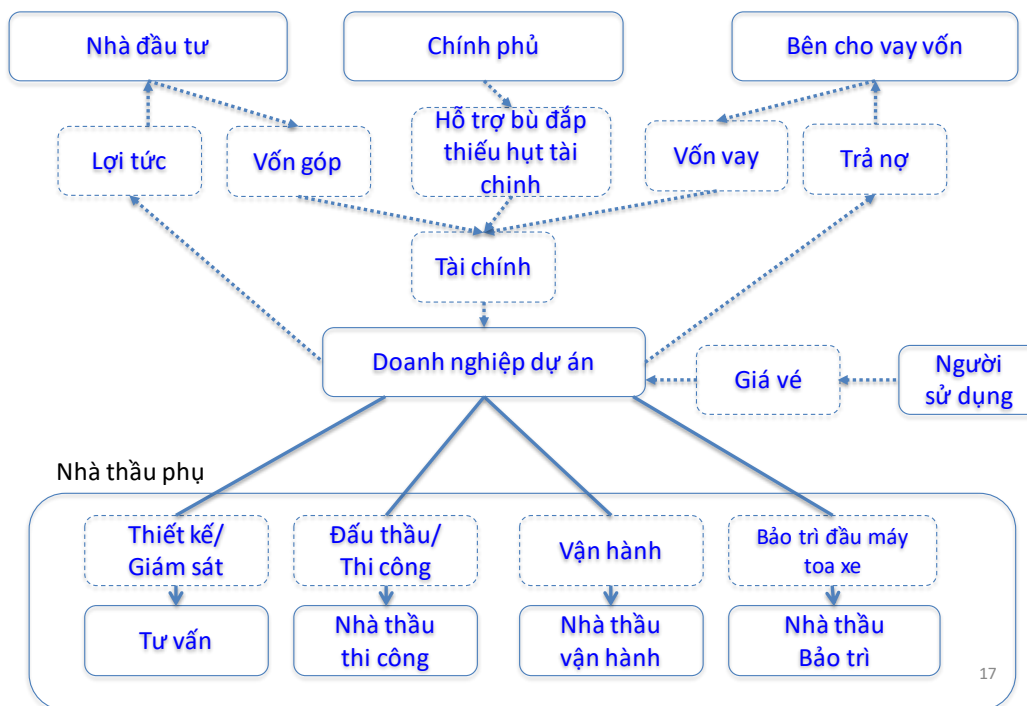 Nhà đầu tư
Chính phủ
Bên cho vay vốn
Lợi tức
Vốn góp
Hỗ trợ bù đắp
thiếu hụt tài
chinh
Vốn vay
Trả nợ
Tài chính
Doanh nghiệp dự án
Giá vé
Người
sử dụng
Nhà thầu phụ
Thiết kế/
Giám sát
Đấu thầu/
Thi công
Vận hành
Bảo trì đầu máy
toa xe
Tư vấn
Nhà thầu
thi công
Nhà thầu
vận hành
Nhà thầu
Bảo trì
17